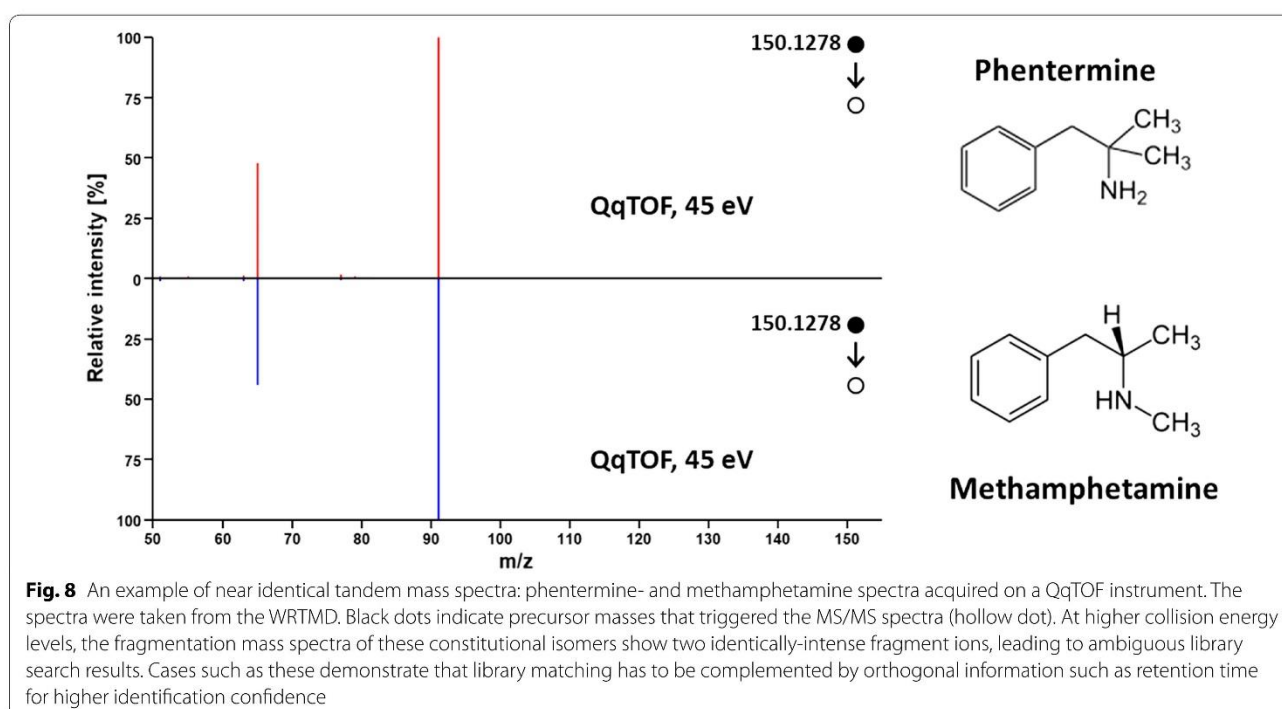 100
75
50
25
0
25
50
75
100
Relative intensity [%]
150.1278
QqTOF, 45 eV
Phentermine
CH3
CH3
NH2
150.1278
QqTOF, 45 eV
H
CH3
HN
CH3
Methamphetamine
50 60 70 80 90 100 110 120 130 140 150
m/z
Fig. 8 An example of near identical tandem mass spectra: phentermine- and methamphetamine spectra acquired on a QqTOF instrument. The
spectra were taken from the WRTMD. Black dots indicate precursor masses that triggered the MS/MS spectra (hollow dot). At higher collision energy
levels, the fragmentation mass spectra of these constitutional isomers show two identically-intense fragment ions, leading to ambiguous library
search results. Cases such as these demonstrate that library matching has to be complemented by orthogonal information such as retention time
for higher identification confidence